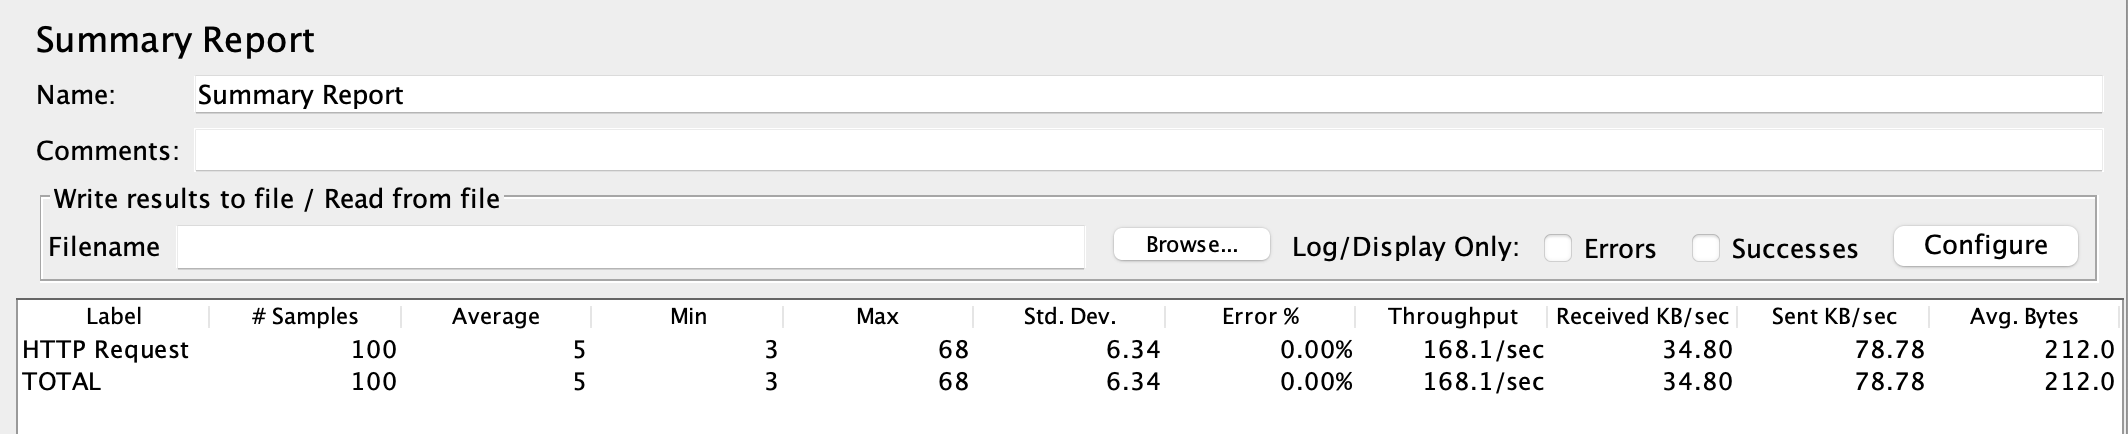 Summary Report
Name: Summary Report
Comments:
Write results to file / Read from file
Filename Browse... Log/Display Only: Errors Successes Configure
Label # Samples Average Min Max Std. Dev. Error % Throughput Received KB/sec Sent KB/sec Avg. Bytes
HTTP Request 100 5 3 68 6.34 0.00% 168.1/sec 34.80 78.78 212.0
TOTAL 100 5 3 68 6.34 0.00% 168.1/sec 34.80 78.78 212.0